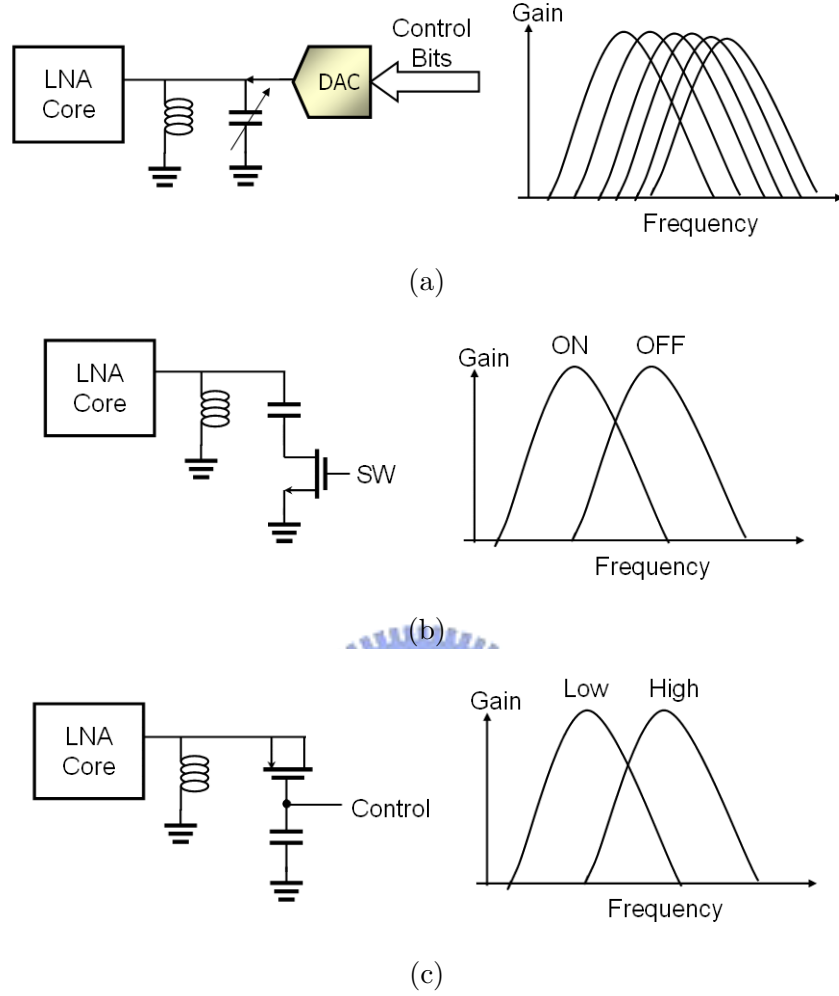 LNA
Core
DAC
Control
Bits
Gain
Frequency
(a)
LNA
Core
SW
Gain
ON
OFF
Frequency
(b)
LNA
Core
Control
Gain
Low
High
Frequency
(c)